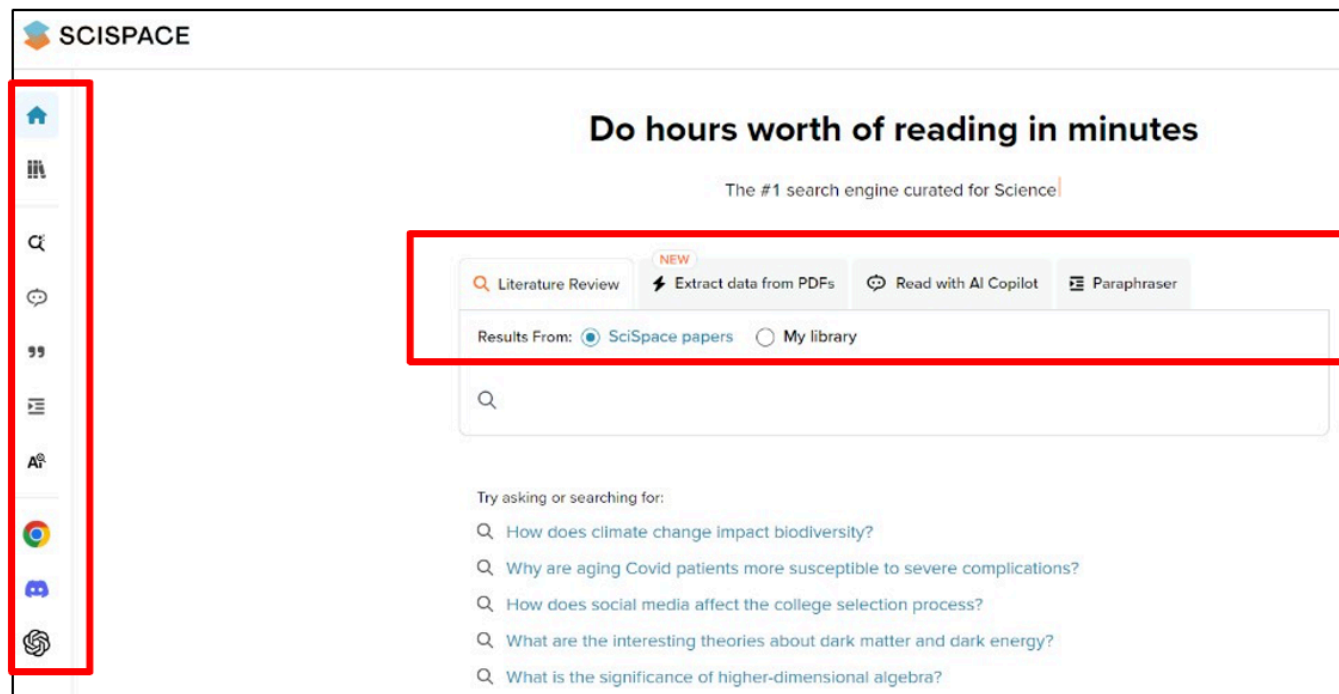 SCISPACE
Do hours worth of reading in minutes
The #1 search engine curated for Science
NEW
Literature Review
Extract data from PDFs
Read with AI Copilot
Paraphraser
Results From: SciSpace papers My library
Try asking or searching for:
How does climate change impact biodiversity?
Why are aging Covid patients more susceptible to severe complications?
How does social media affect the college selection process?
What are the interesting theories about dark matter and dark energy?
What is the significance of higher-dimensional algebra?